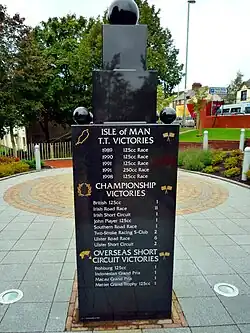 ISLE of MAN
T.T. VICTORIES
1989 125cc Race
1990 125cc Race
1991 125cc Race
1991 250cc Race
1998 125cc Race
CHAMPIONSHIP
VICTORIES
British 125cc
Irish Road Race
Irish Short Circuit
John Player 125cc
Southern Road Race
Two-Stroke Racing S-Club
Ulster Road Race
Ulster Short Circuit
OVERSEAS SHORT
CIRCUIT VICTORIES
Indonesian Grand Prix
Macau Grand Prix
125cc